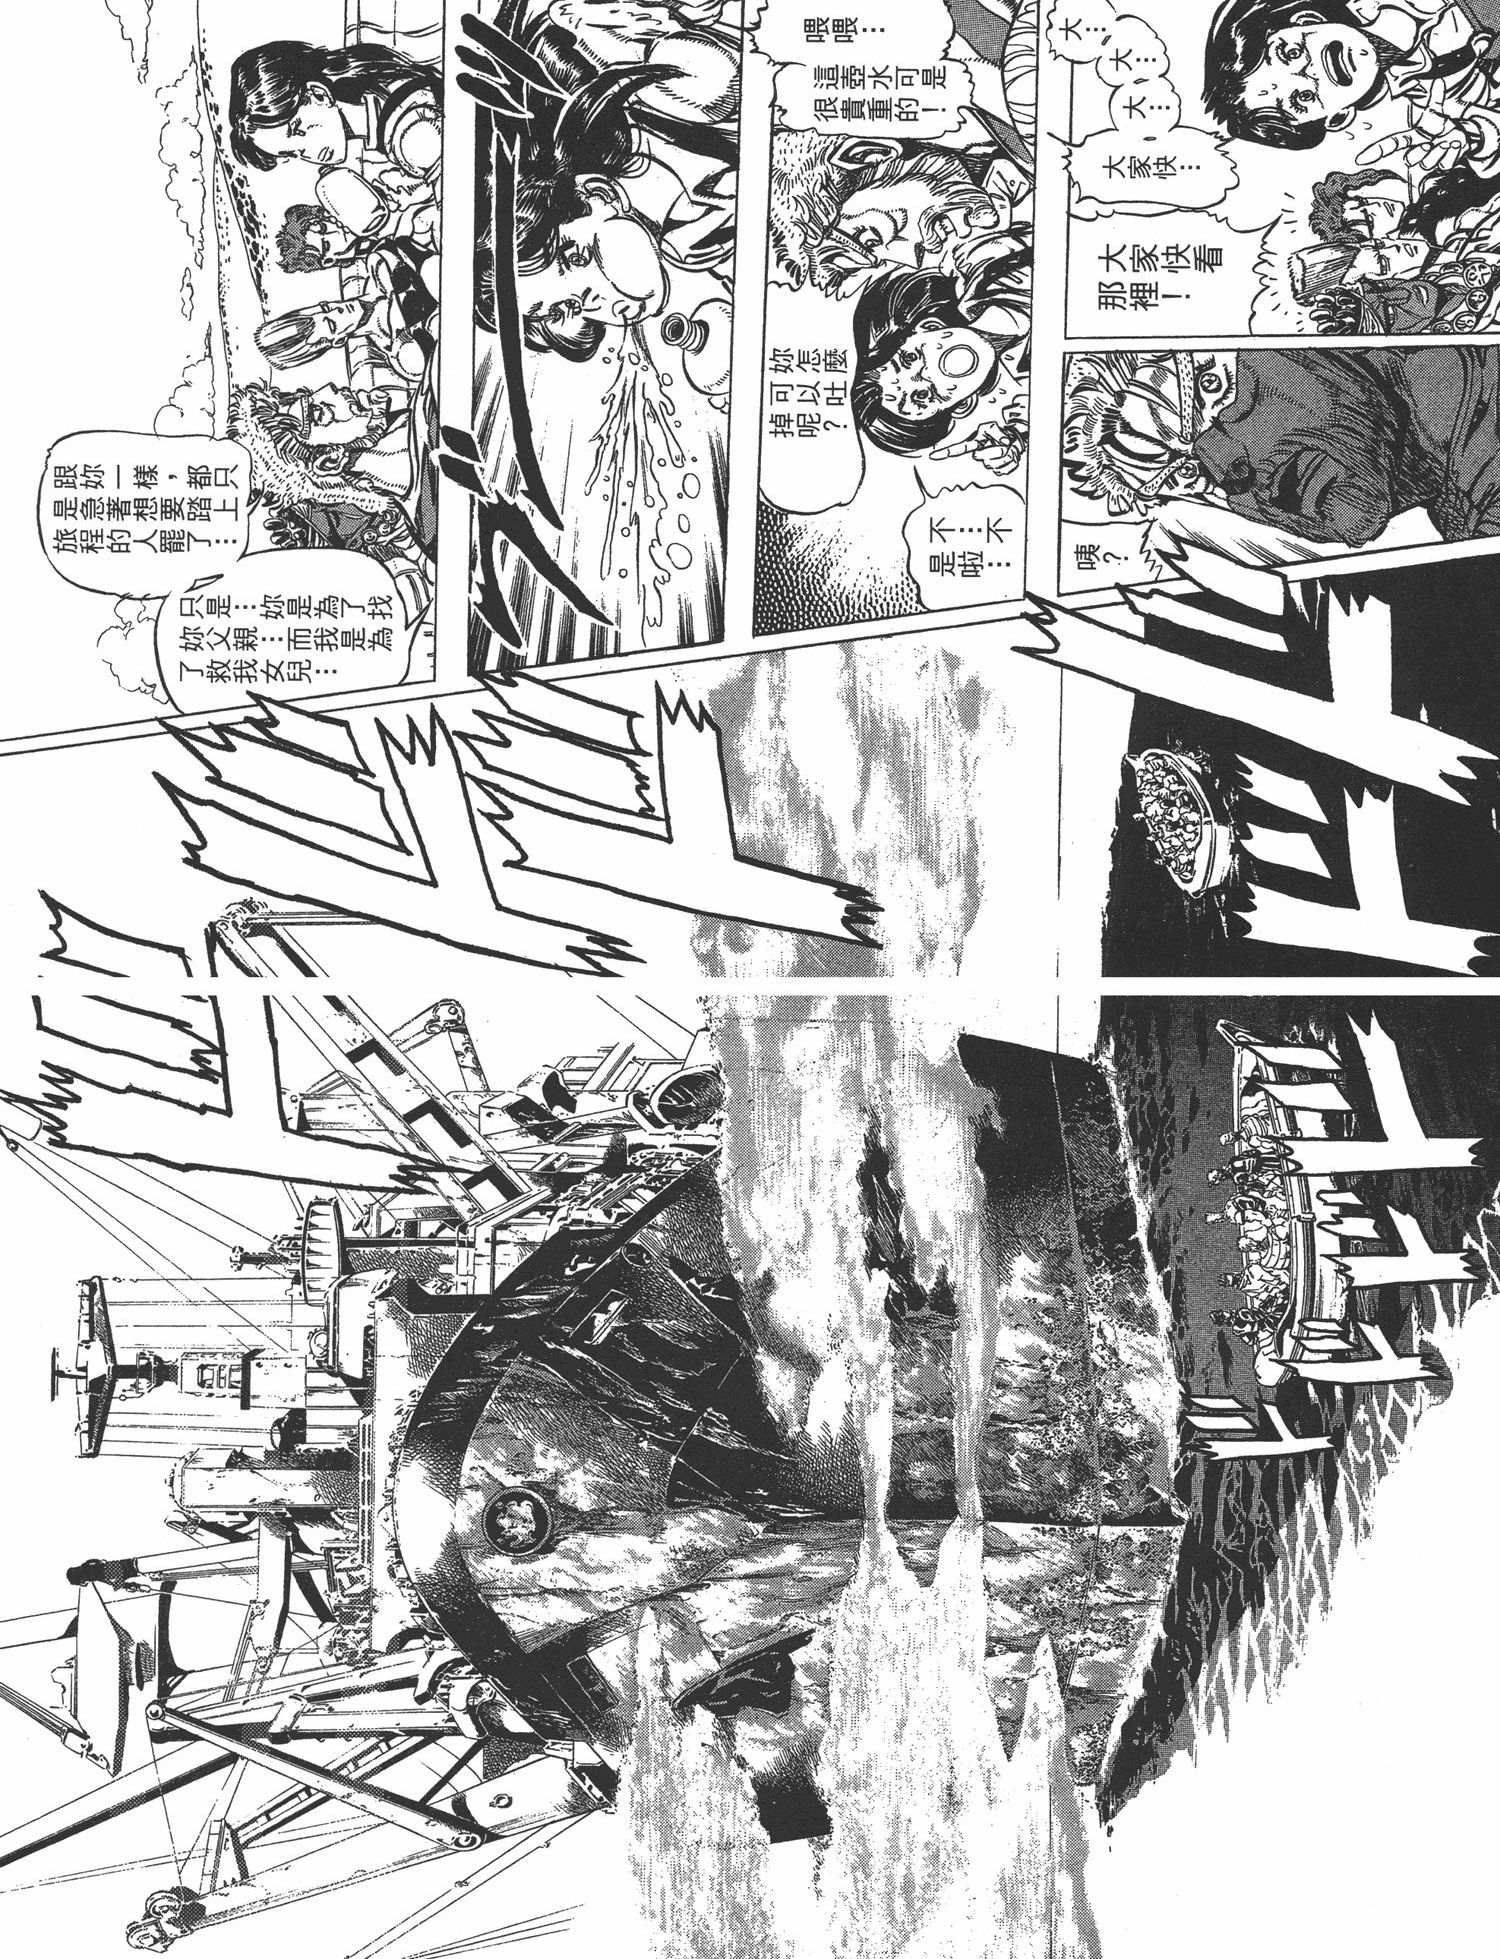 跟妳一樣，都只
是急著想要踏上
旅程的人罷了…
只是…妳是為了找
妳父親…而我是為
了救我女兒…
喂喂…
這壺水可是
很貴重的！
妳怎麼
可以吐
掉呢？
不…不
是啦…
大…
大…
大…
大家快…
大家快看
那裡！
咦？